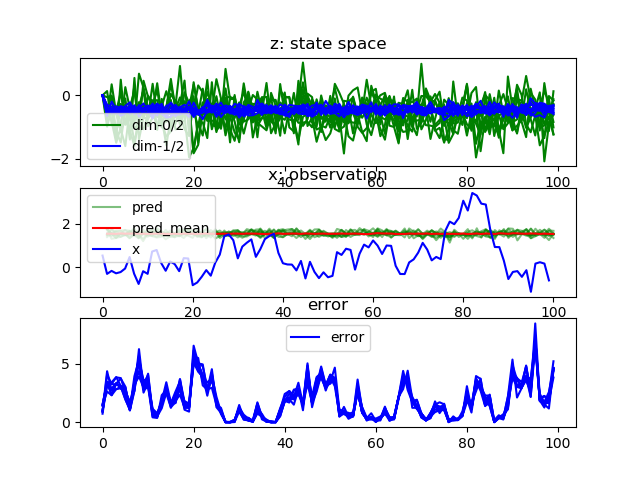 z: state space
0
−2
dim-0/2
dim-1/2
0 20 40 60 80 100
x: observation
2
0
pred
pred_mean
x
0 20 40 60 80 100
error
5
0
error
0 20 40 60 80 100